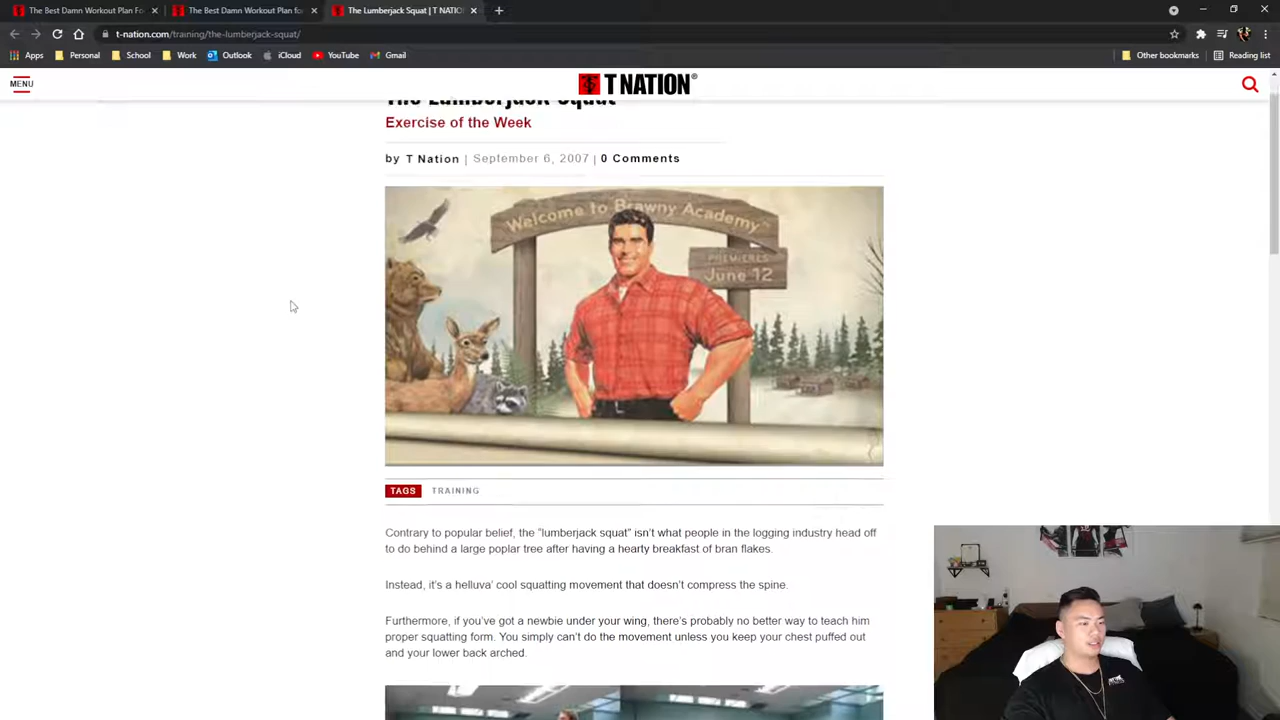 The Best Damn Workout Plan Fo
The Best Damn Workout Plan fo
The Lumberjack Squat | T NATIO
t-nation.com/training/the-lumberjack-squat/
Apps
Personal
School
Work
Outlook
iCloud
YouTube
Gmail
Other bookmarks
Reading list
MENU
T NATION®
The Lumberjack Squat
Exercise of the Week
by T Nation | September 6, 2007 | 0 Comments
Welcome to Brawny Academy
PREMIERES
June 12
TAGS TRAINING
Contrary to popular belief, the "lumberjack squat" isn't what people in the logging industry head off
to do behind a large poplar tree after having a hearty breakfast of bran flakes.
Instead, it's a helluva' cool squatting movement that doesn't compress the spine.
Furthermore, if you've got a newbie under your wing, there's probably no better way to teach him
proper squatting form. You simply can't do the movement unless you keep your chest puffed out
and your lower back arched.